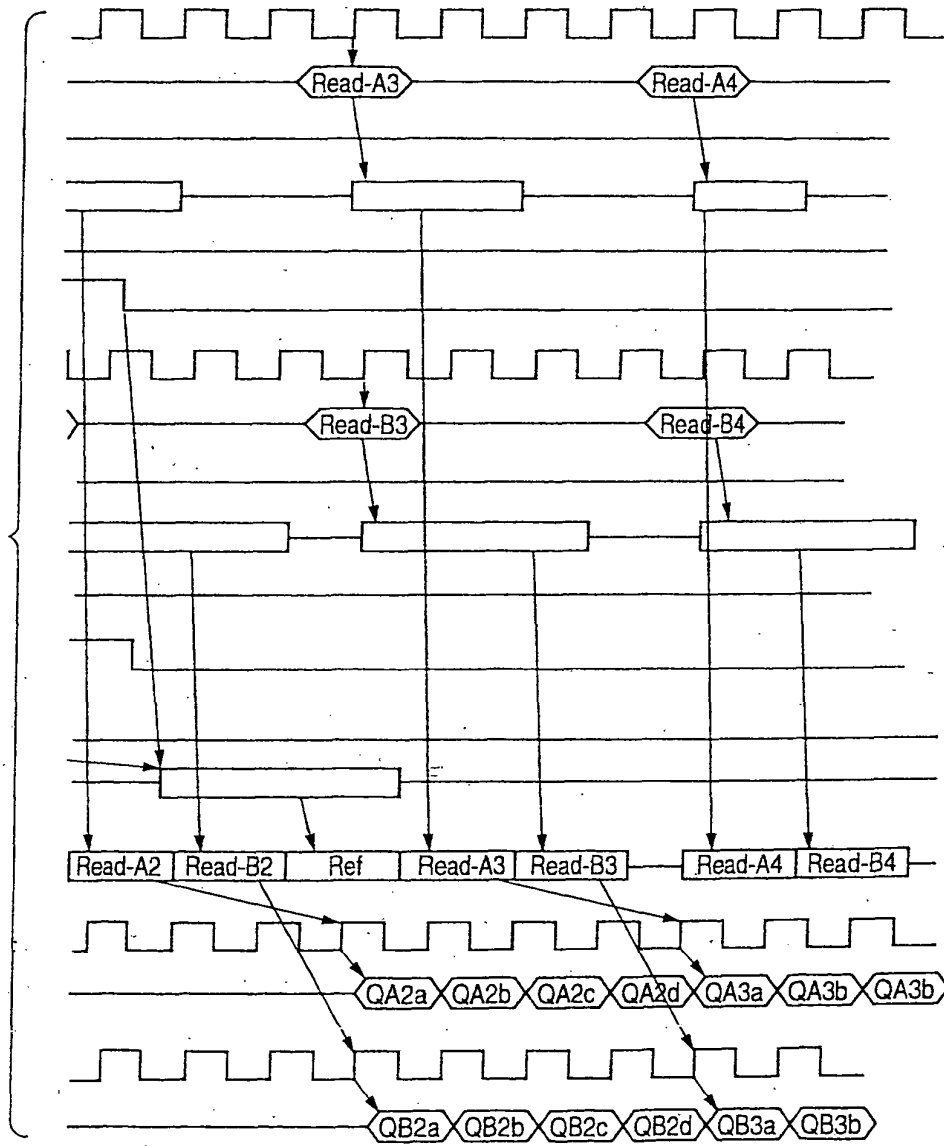 Read-A3 Read-A4
Read-B3 Read-B4
Read-A2 Read-B2 Ref Read-A3 Read-B3 Read-A4 Read-B4
QA2a QA2b QA2c QA2d QA3a QA3b QA3b
QB2a QB2b QB2c QB2d QB3a QB3b